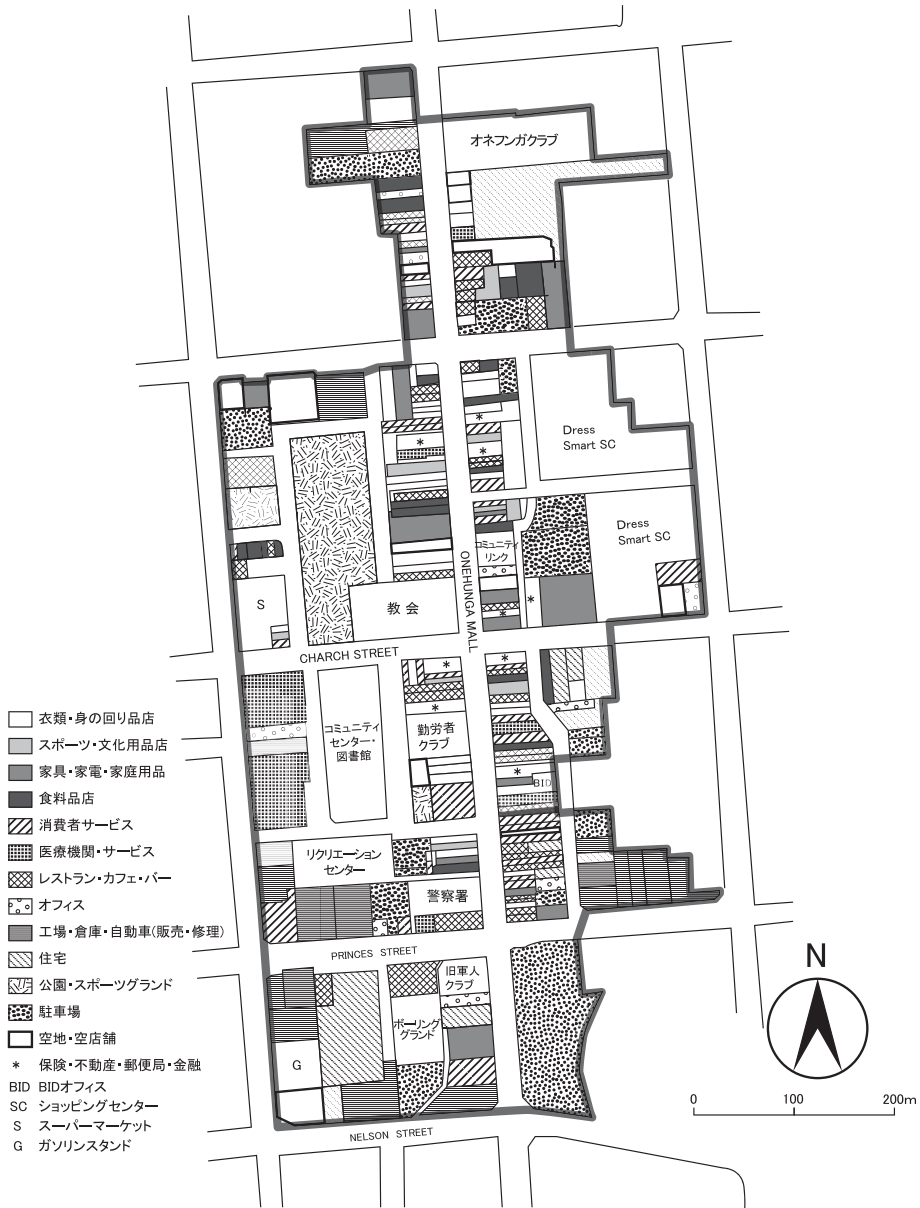 オネフンガクラブ
Dress
Smart SC
Dress
Smart SC
コミュニティ
リンク
ONEHUNGA MALL
*
*
*
*
*
S
教 会
CHARCH STREET
*
*
*
*
コミュニティ
センター・
図書館
勤労者
クラブ
BID
リクリエーション
センター
警察署
PRINCES STREET
旧軍人
クラブ
ボーリング
グランド
G
NELSON STREET
衣類・身の回り品店
スポーツ・文化用品店
家具・家電・家庭用品
食料品店
消費者サービス
医療機関・サービス
レストラン・カフェ・バー
オフィス
工場・倉庫・自動車(販売・修理)
住宅
公園・スポーツグランド
駐車場
空地・空店舗
* 保険・不動産・郵便局・金融
BID BIDオフィス
SC ショッピングセンター
S スーパーマーケット
G ガソリンスタンド
N
0 100 200m